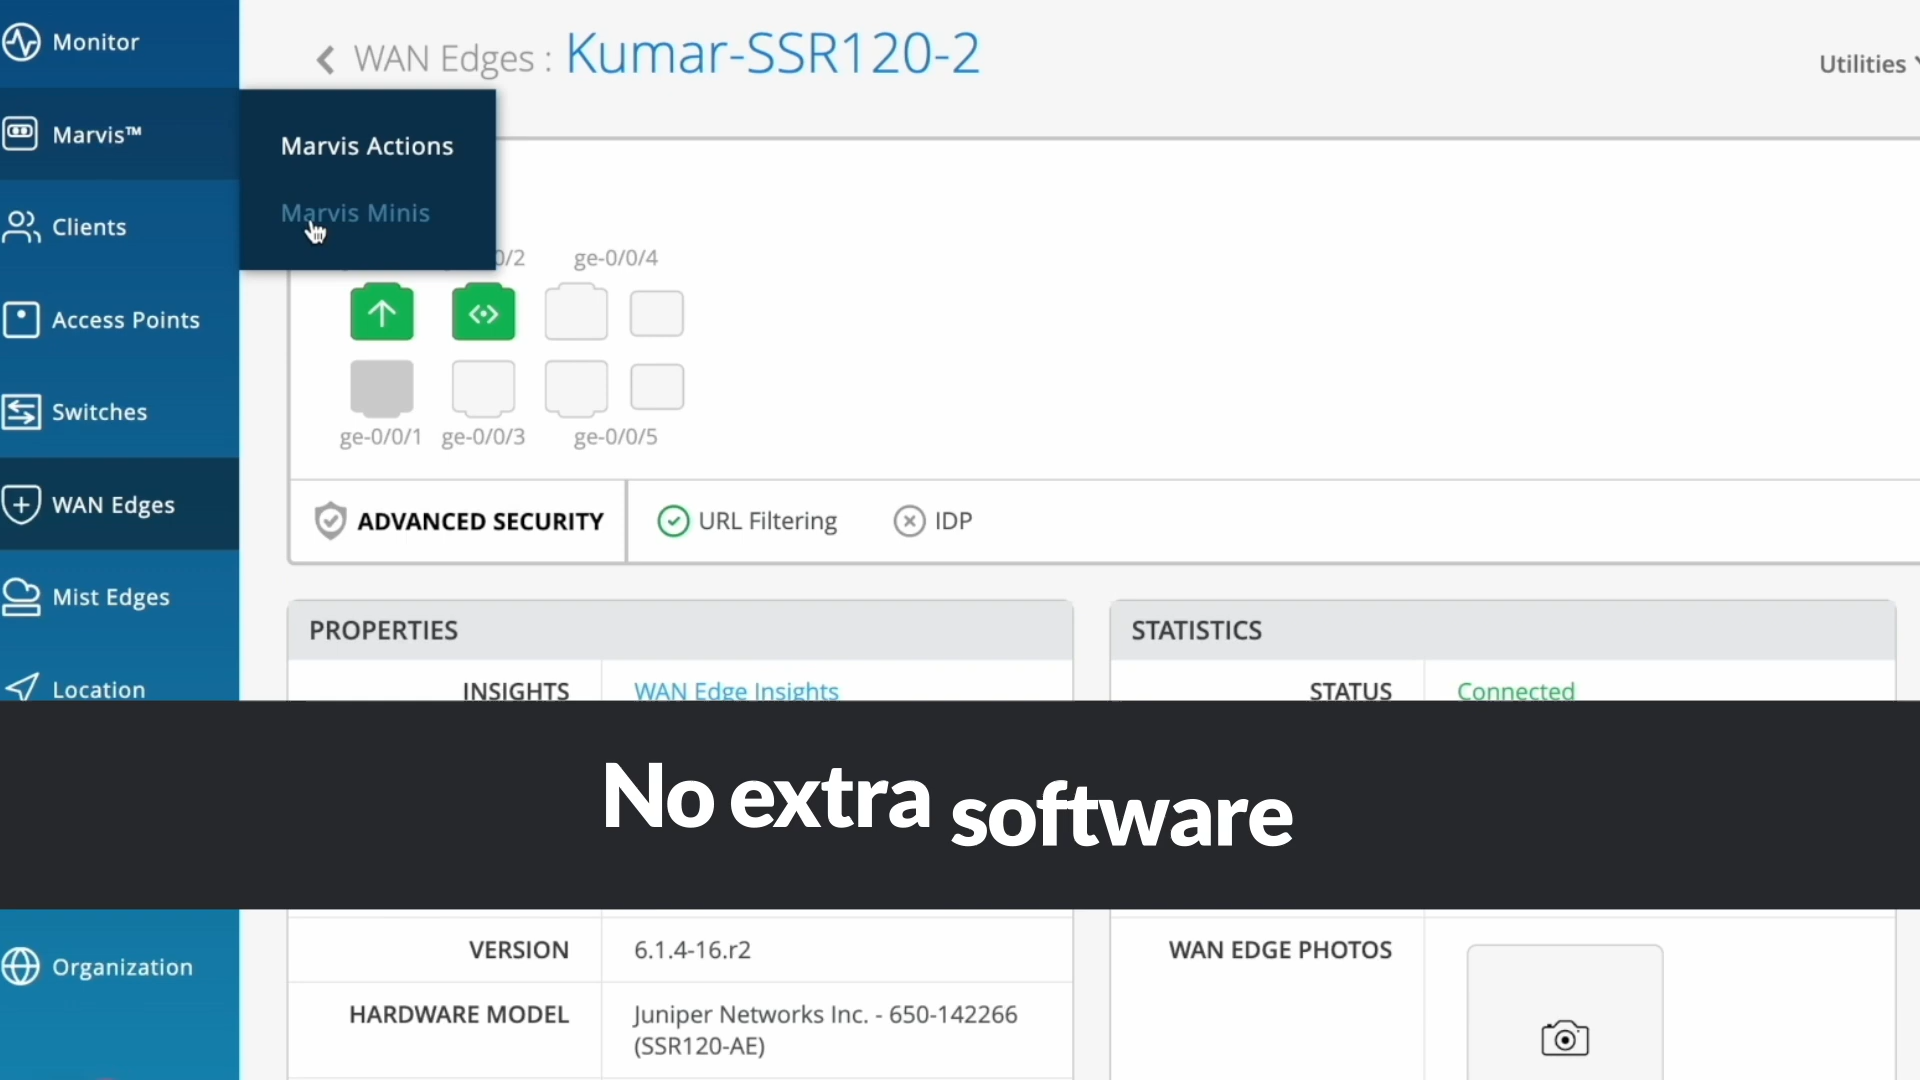 Monitor
WAN Edges : Kumar-SSR120-2
Utilities
Marvis™
Marvis Actions
Marvis Minis
Clients
0/2
ge-0/0/4
Access Points
Switches
ge-0/0/1
ge-0/0/3
ge-0/0/5
WAN Edges
ADVANCED SECURITY
URL Filtering
IDP
Mist Edges
PROPERTIES
STATISTICS
Location
INSIGHTS
WAN Edge Insights
STATUS
Connected
No extra software
VERSION
6.1.4-16.r2
WAN EDGE PHOTOS
Organization
HARDWARE MODEL
Juniper Networks Inc. - 650-142266
(SSR120-AE)